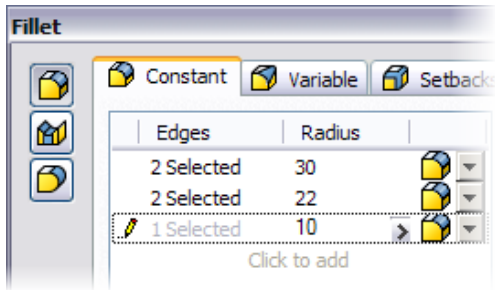 Fillet
Constant Variable Setbacks
Edges Radius
2 Selected 30
2 Selected 22
1 Selected 10
Click to add